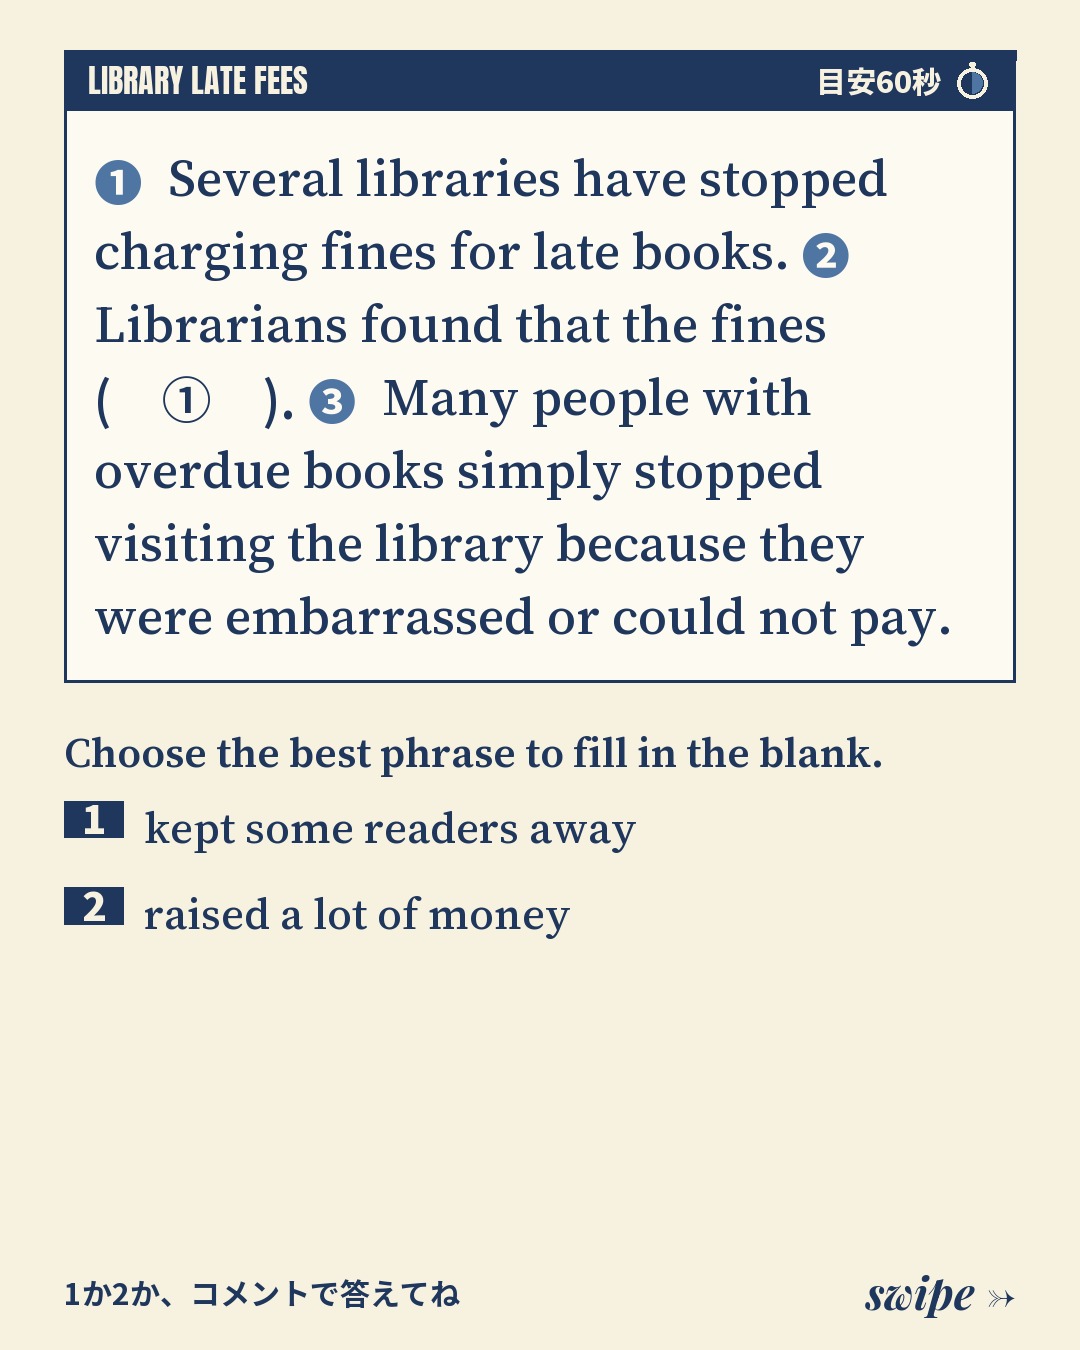 LIBRARY LATE FEES
目安60秒
❶ Several libraries have stopped
charging fines for late books. ❷
Librarians found that the fines
( ① ). ❸ Many people with
overdue books simply stopped
visiting the library because they
were embarrassed or could not pay.
Choose the best phrase to fill in the blank.
1 kept some readers away
2 raised a lot of money
1か2か、コメントで答えてね
swipe